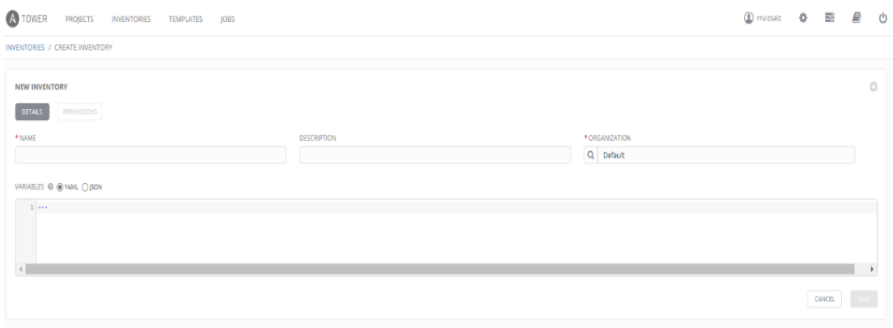 A TOWER PROJECTS INVENTORIES TEMPLATES JOBS
INVENTORIES / CREATE INVENTORY
NEW INVENTORY
DETAILS PERMISSIONS
* NAME DESCRIPTION * ORGANIZATION
Default
VARIABLES YAML JSON
1 ---
CANCEL SAVE